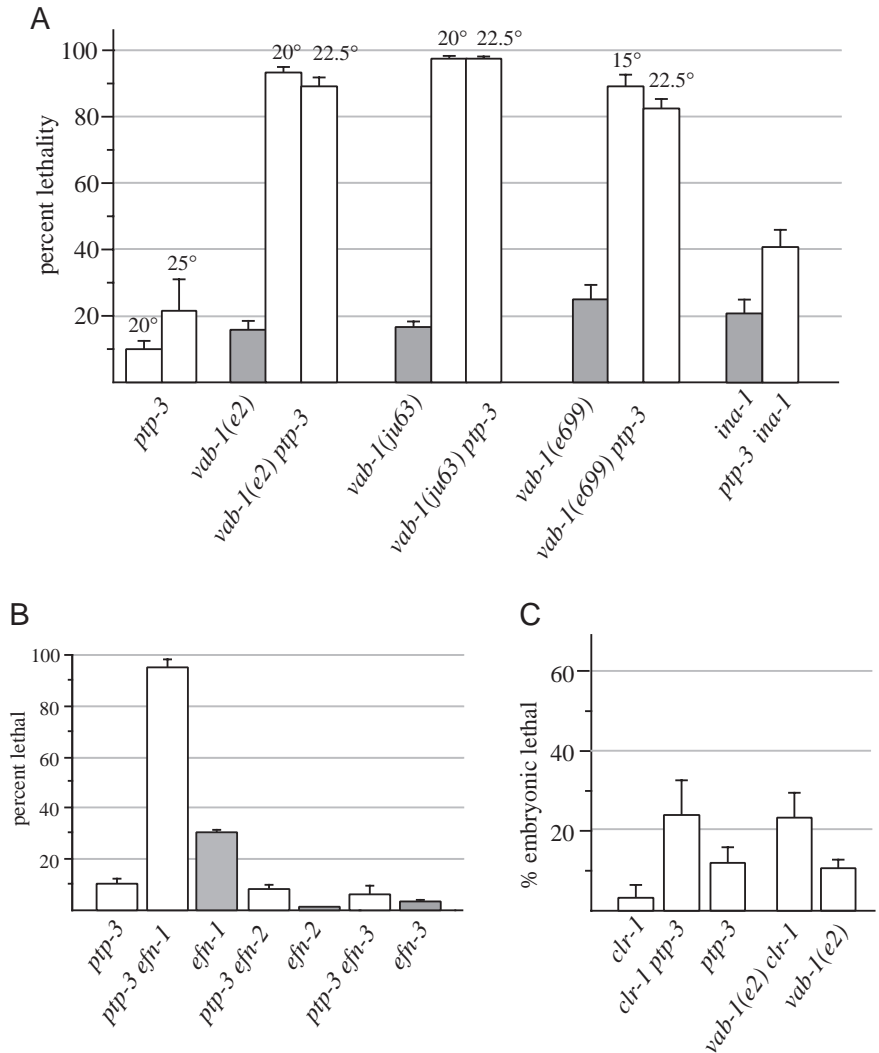 A
percent lethality
100
80
60
40
20
20°
25°
20°
22.5°
20°
22.5°
15°
22.5°
ptp-3
vab-1(e2)
vab-1(e2) ptp-3
vab-1(ju63)
vab-1(ju63) ptp-3
vab-1(e699)
vab-1(e699) ptp-3
ina-1
ptp-3 ina-1
B
percent lethal
100
80
60
40
20
ptp-3
ptp-3 efn-1
efn-1
ptp-3 efn-2
efn-2
ptp-3 efn-3
efn-3
C
% embryonic lethal
60
40
20
clr-1
clr-1 ptp-3
ptp-3
vab-1(e2) clr-1
vab-1(e2)